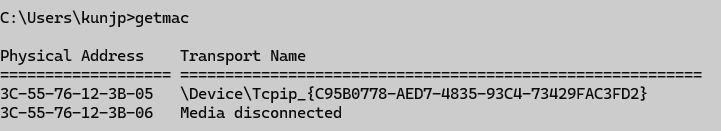 C:\Users\kunjp>getmac
Physical Address    Transport Name
=================== ==========================================================
3C-55-76-12-3B-05   \Device\Tcpip_{C95B0778-AED7-4835-93C4-73429FAC3FD2}
3C-55-76-12-3B-06   Media disconnected